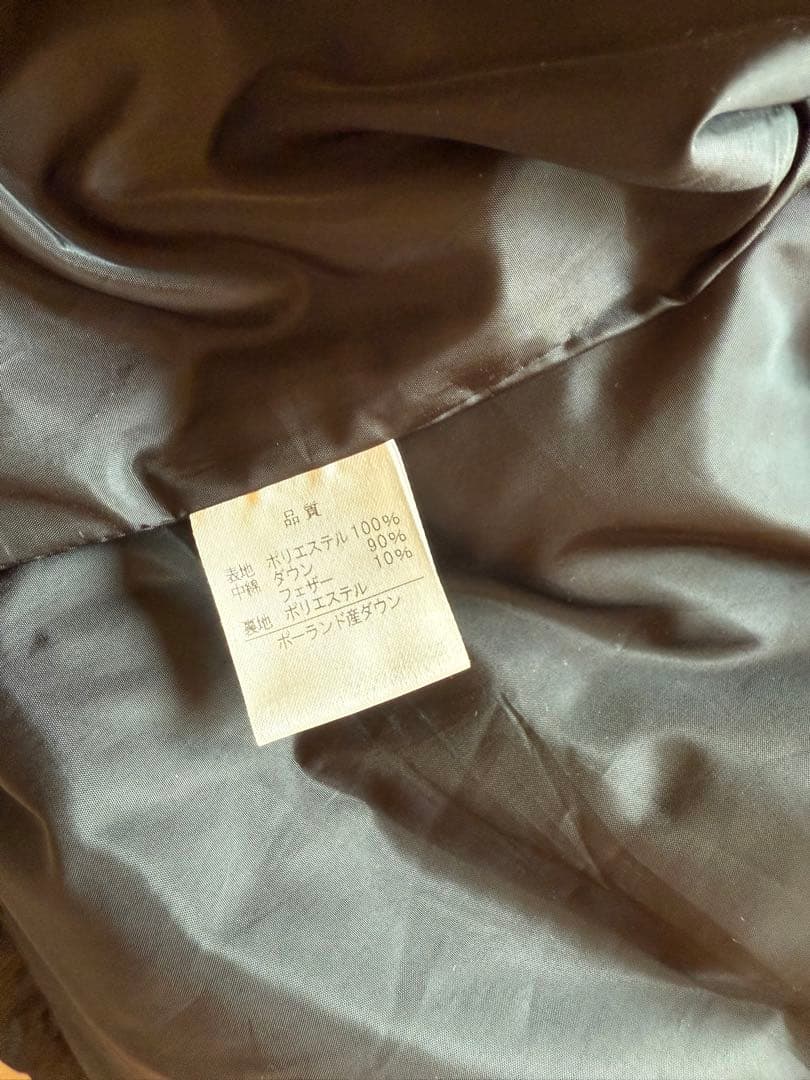 品質
表地 ポリエステル 100%
中綿 ダウン 90%
フェザー 10%
裏地 ポリエステル
ポーランド産ダウン